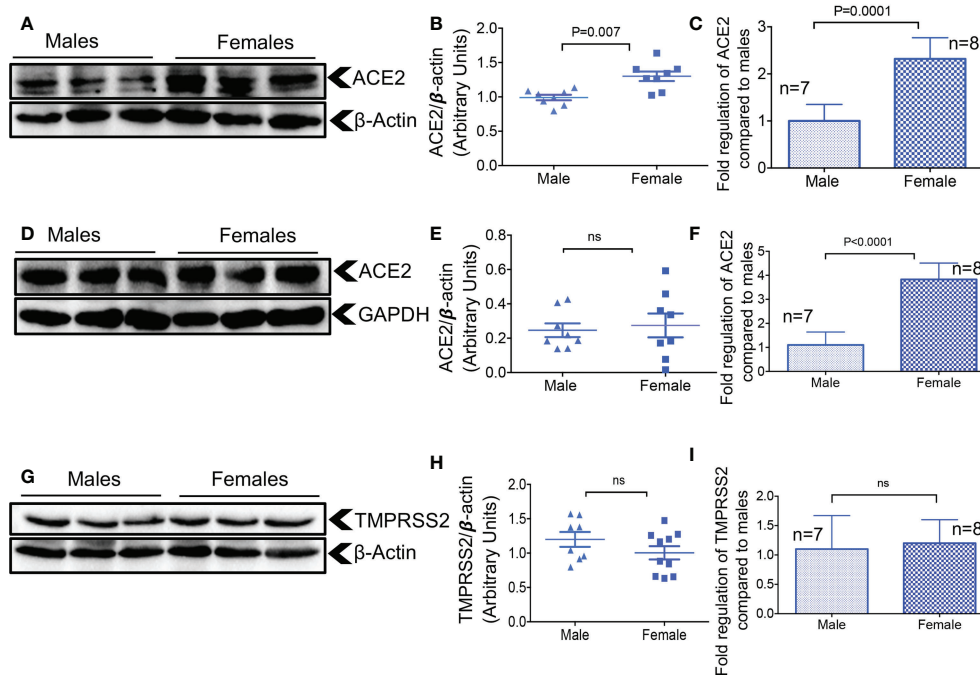 A
Males Females
ACE2
β-Actin
B
P=0.007
ACE2/β-actin
(Arbitrary Units)
2.0
1.5
1.0
0.5
0.0
Male Female
C
P=0.0001
Fold regulation of ACE2
compared to males
3
2
1
0
n=7
n=8
Male Female
D
Males Females
ACE2
GAPDH
E
ns
ACE2/β-actin
(Arbitrary Units)
0.8
0.6
0.4
0.2
0.0
Male Female
F
P<0.0001
Fold regulation of ACE2
compared to males
5
4
3
2
1
0
n=7
n=8
Male Female
G
Males Females
TMPRSS2
β-Actin
H
ns
TMPRSS2/β-actin
(Arbitrary Units)
2.0
1.5
1.0
0.5
0.0
Male Female
I
ns
Fold regulation of TMPRSS2
compared to males
2.0
1.5
1.0
0.5
0.0
n=7
n=8
Male Female